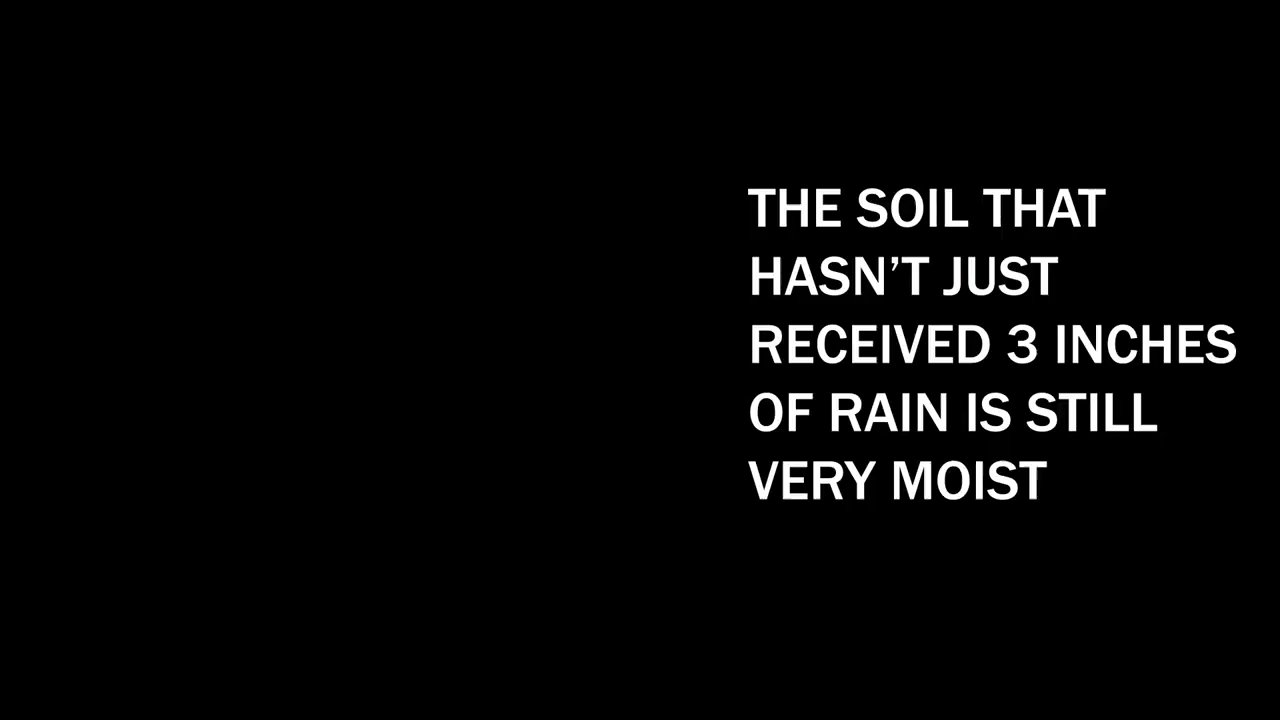 THE SOIL THAT
HASN’T JUST
RECEIVED 3 INCHES
OF RAIN IS STILL
VERY MOIST